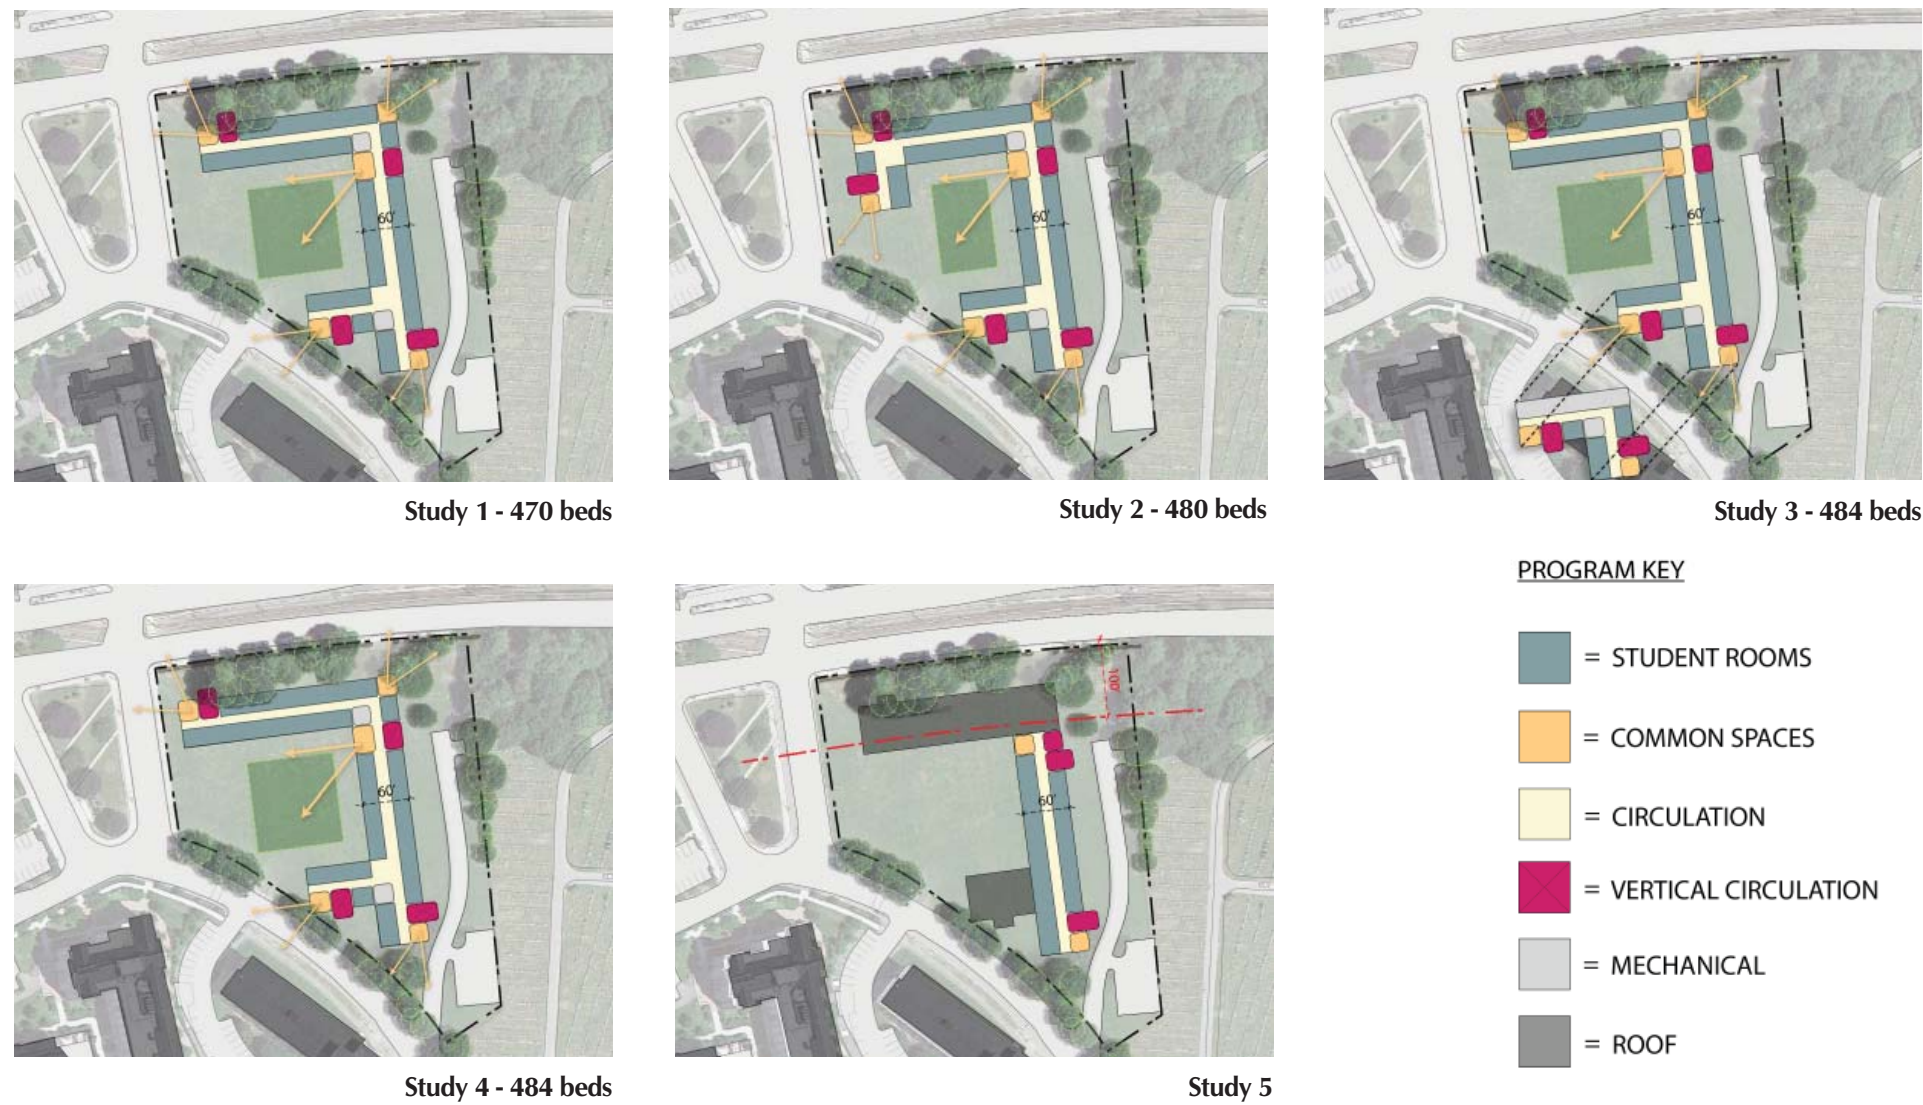 60'
60'
60'
Study 1 - 470 beds
Study 2 - 480 beds
Study 3 - 484 beds
60'
100'
60'
Study 4 - 484 beds
Study 5
PROGRAM KEY
= STUDENT ROOMS
= COMMON SPACES
= CIRCULATION
= VERTICAL CIRCULATION
= MECHANICAL
= ROOF